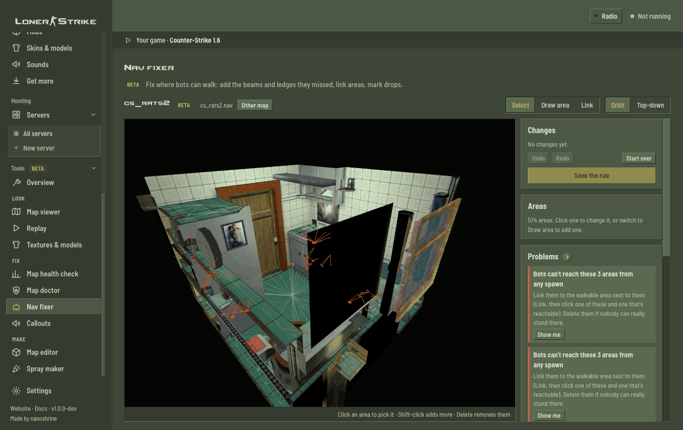 LONER STRIKE
Radio
Not running
Your game · Counter-Strike 1.6
Skins & models
Sounds
Get more
Hosting
Servers
All servers
New server
Tools BETA
Overview
LOOK
Map viewer
Replay
Textures & models
FIX
Map health check
Map doctor
Nav fixer
Callouts
MAKE
Map editor
Spray maker
Settings
Website · Docs · v1.0.0-dev
Made by nanoshrine
NAV FIXER
BETA Fix where bots can walk: add the beams and ledges they missed, link areas, mark drops.
CS_RATS2 BETA cs_rats2.nav Other map
Select Draw area Link Orbit Top-down
Click an area to pick it · Shift-click adds more · Delete removes them
Changes
No changes yet.
Undo Redo Start over
Save the nav
Areas
574 areas. Click one to change it, or switch to
Draw area to add one.
Problems
Bots can't reach these 3 areas from
any spawn
Link them to the walkable area next to them
(Link, then click one of these and one that's
reachable). Delete them if nobody can really
stand there.
Show me
Bots can't reach these 3 areas from
any spawn
Link them to the walkable area next to them
(Link, then click one of these and one that's
reachable). Delete them if nobody can really
stand there.
Show me